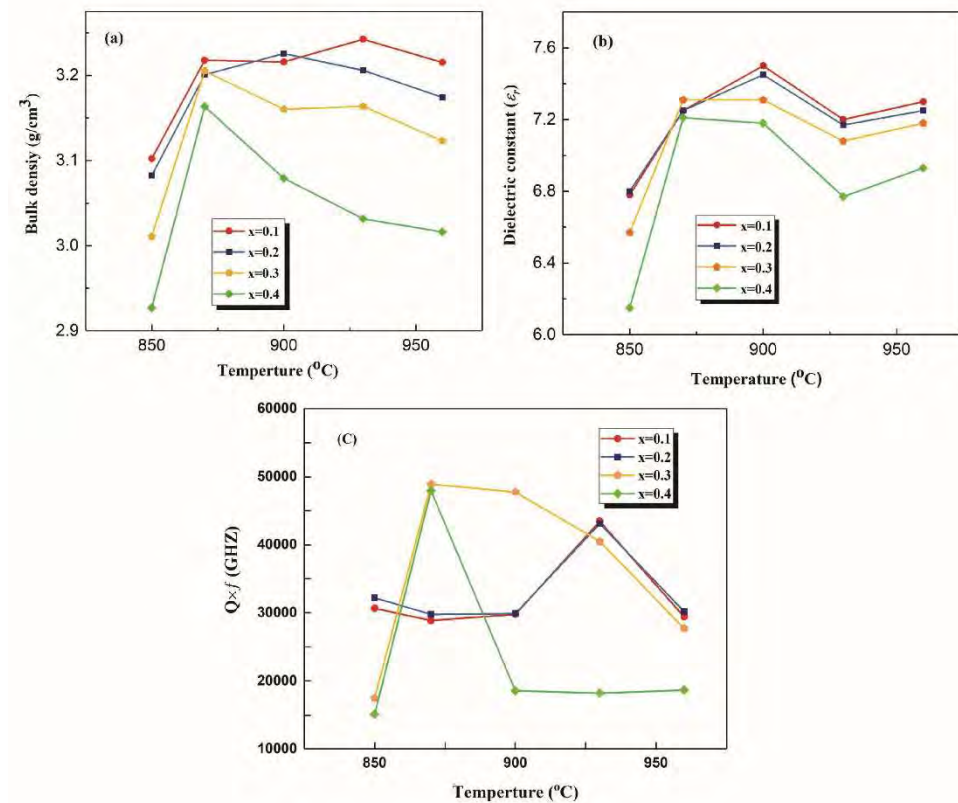 (a)
Bulk densiy (g/cm³)
3.2
3.1
3.0
2.9
x=0.1
x=0.2
x=0.3
x=0.4
850
900
950
Temperture (⁰C)
(b)
Dielectric constant (εᵣ)
7.6
7.2
6.8
6.4
6.0
x=0.1
x=0.2
x=0.3
x=0.4
850
900
950
Temperature (⁰C)
(C)
Q×f (GHZ)
60000
50000
40000
30000
20000
10000
x=0.1
x=0.2
x=0.3
x=0.4
850
900
950
Temperture (⁰C)